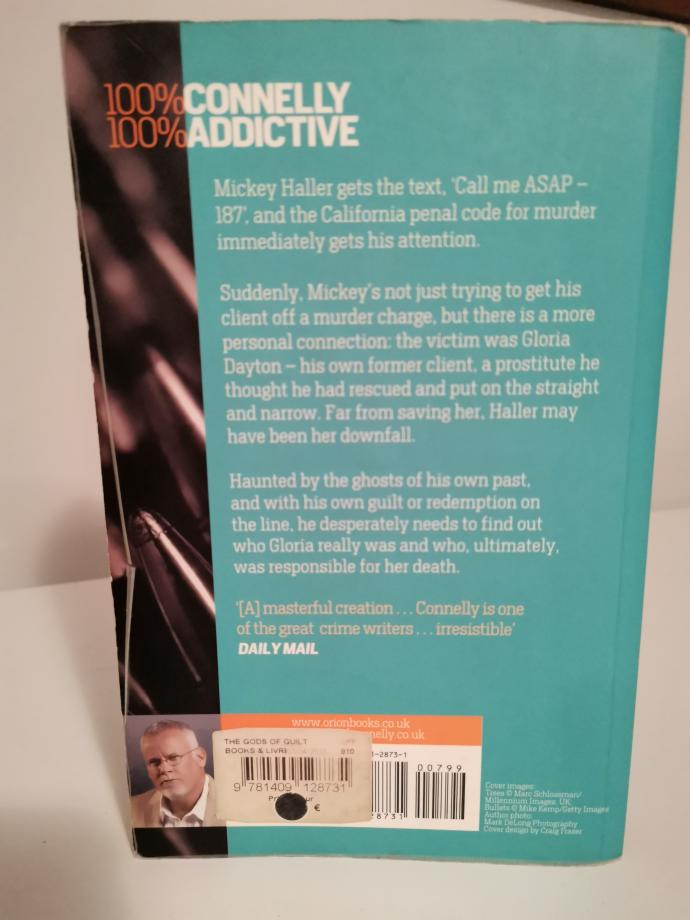 100%CONNELLY
100%ADDICTIVE
Mickey Haller gets the text, ‘Call me ASAP –
187’, and the California penal code for murder
immediately gets his attention.
Suddenly, Mickey’s not just trying to get his
client off a murder charge, but there is a more
personal connection: the victim was Gloria
Dayton – his own former client, a prostitute he
thought he had rescued and put on the straight
and narrow. Far from saving her, Haller may
have been her downfall.
Haunted by the ghosts of his own past,
and with his own guilt or redemption on
the line, he desperately needs to find out
who Gloria really was and who, ultimately,
was responsible for her death.
‘[A] masterful creation . . . Connelly is one
of the great crime writers . . . irresistible’
DAILY MAIL
www.orionbooks.co.uk
nnelly.co.uk
THE GODS OF GUILT
BOOKS & LIVRE 910
-2873-1
00799
9 781409 128731
28731
€
Cover images:
Trees © Marc Schlossman/
Millennium Images, UK
Bullets © Mike Kemp/Getty Images
Author photo:
Mark DeLong Photography
Cover design by Craig Fraser